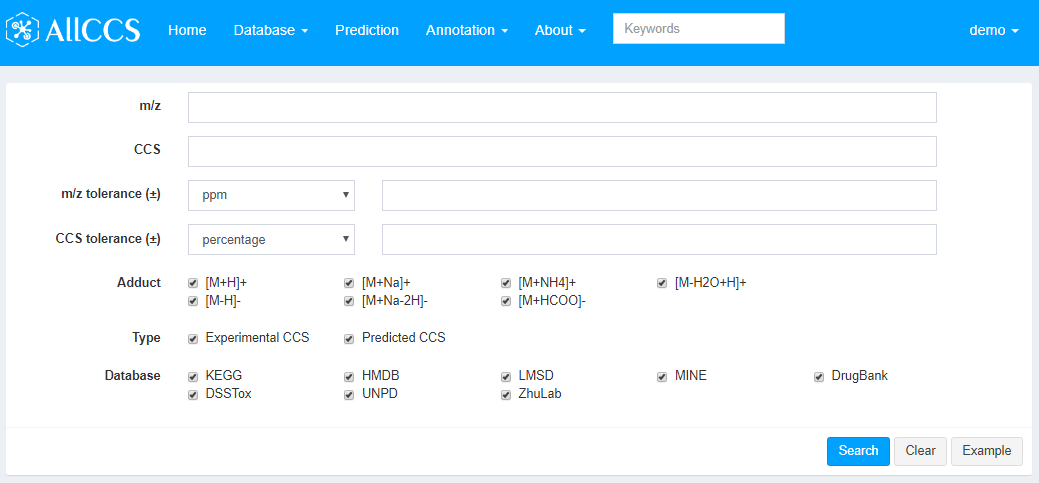 AllCCS Home Database Prediction Annotation About Keywords demo
m/z
CCS
m/z tolerance (±) ppm
CCS tolerance (±) percentage
Adduct [M+H]+ [M+Na]+ [M+NH4]+ [M-H2O+H]+
[M-H]- [M+Na-2H]- [M+HCOO]-
Type Experimental CCS Predicted CCS
Database KEGG HMDB LMSD MINE DrugBank
DSSTox UNPD ZhuLab
Search Clear Example